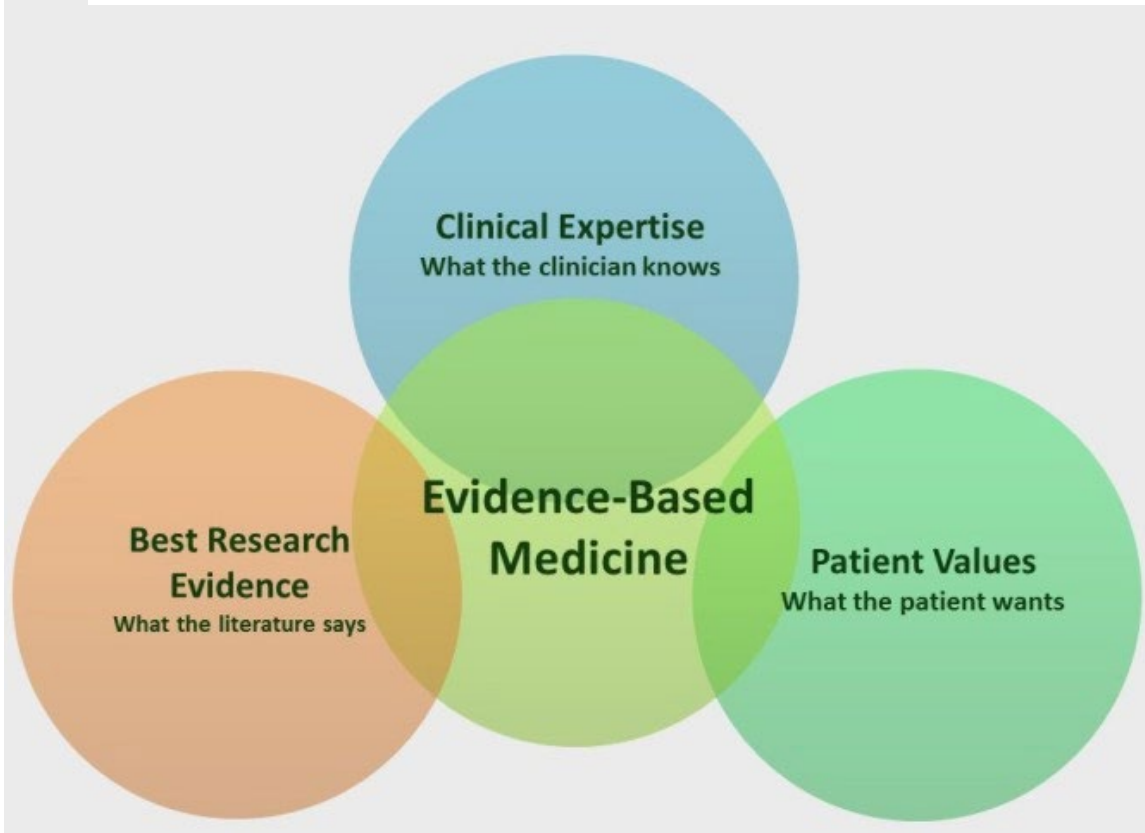 Clinical Expertise
What the clinician knows
Evidence-Based
Medicine
Best Research
Evidence
What the literature says
Patient Values
What the patient wants